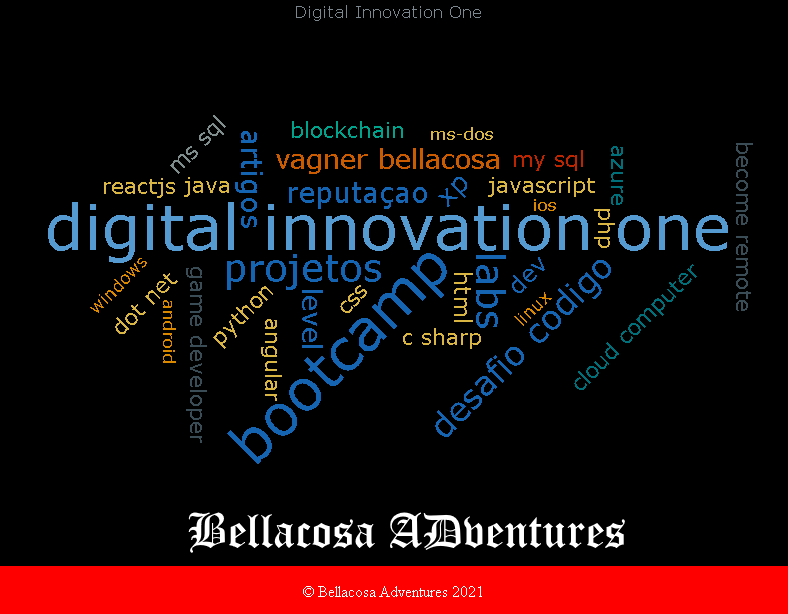 Digital Innovation One
blockchain
ms-dos
ms sql
artigos
vagner bellacosa
my sql
azure
become remote
reactjs
java
reputaçao
xp
javascript
ios
php
digital innovation one
projetos
labs
dev
windows
dot net
android
game developer
python
angular
level
css
bootcamp
html
c sharp
linux
desafio codigo
cloud computer
Bellacosa ADventures
© Bellacosa Adventures 2021